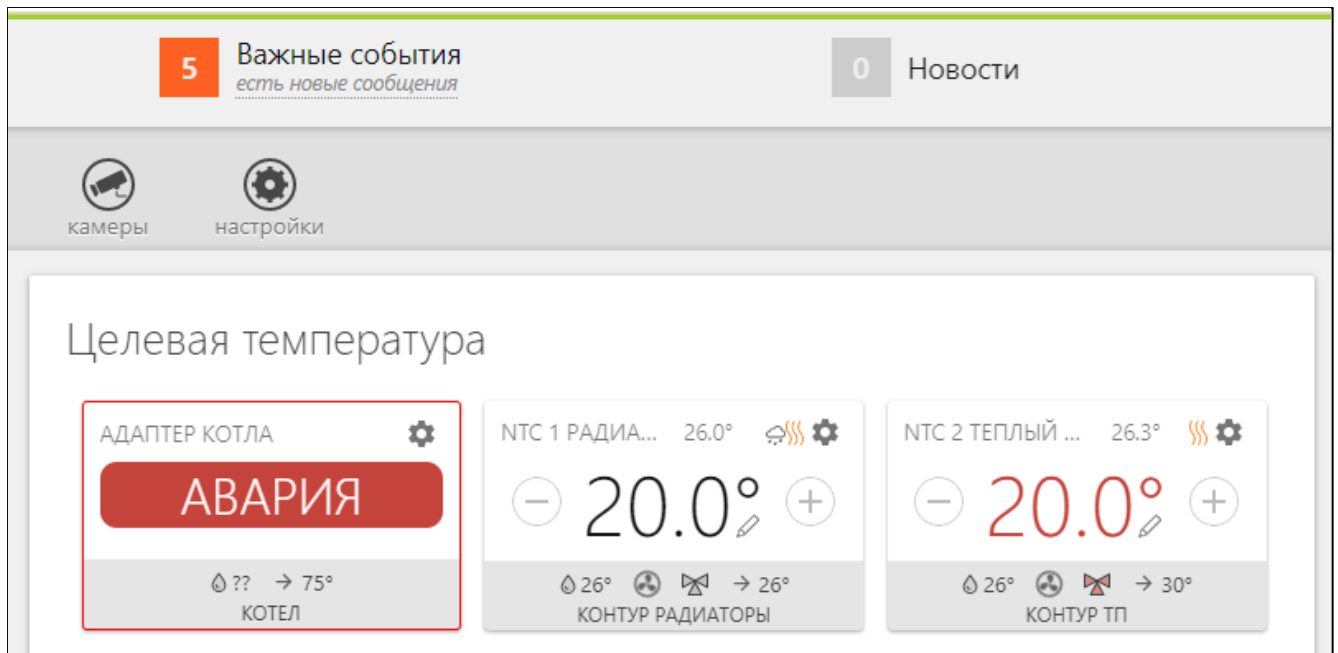 5 Важные события
есть новые сообщения
0 Новости
камеры настройки
Целевая температура
АДАПТЕР КОТЛА
АВАРИЯ
?? → 75°
КОТЕЛ
NTC 1 РАДИА... 26.0°
20.0°
26° → 26°
КОНТУР РАДИАТОРЫ
NTC 2 ТЕПЛЫЙ ... 26.3°
20.0°
26° → 30°
КОНТУР ТП